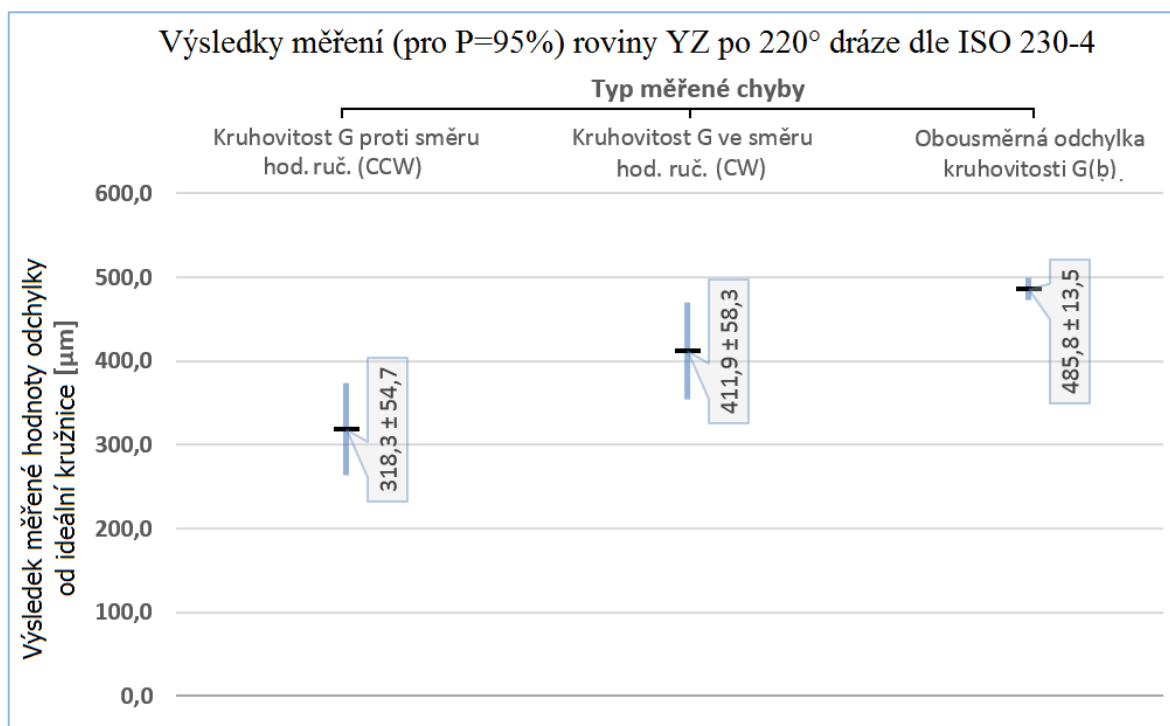 Výsledky měření (pro P=95%) roviny YZ po 220° dráze dle ISO 230-4
Typ měřené chyby
Kruhovitost G proti směru
hod. ruč. (CCW)
Kruhovitost G ve směru
hod. ruč. (CW)
Obousměrná odchylka
kruhovitosti G(b)
Výsledek měřené hodnoty odchylky
od ideální kružnice [µm]
600,0
500,0
400,0
300,0
200,0
100,0
0,0
318,3 ± 54,7
411,9 ± 58,3
485,8 ± 13,5